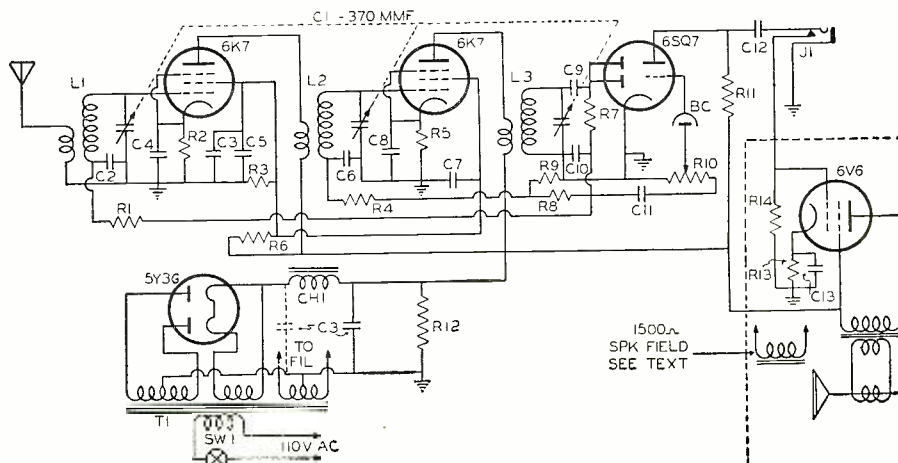 C1 - 370 MMF
6K7
6K7
6SQ7
C12
J1
L1
L2
L3
C9
R7
BC
R11
C4
R2
C3
C5
C8
R5
C2
R3
C6
C7
R9
C10
R10
R1
R4
R8
C11
R6
6V6
R14
5Y3G
CH1
R13
C13
C3
TO
FIL
R12
1500Ω
SPK FIELD
SEE TEXT
T1
SW1
110V AC